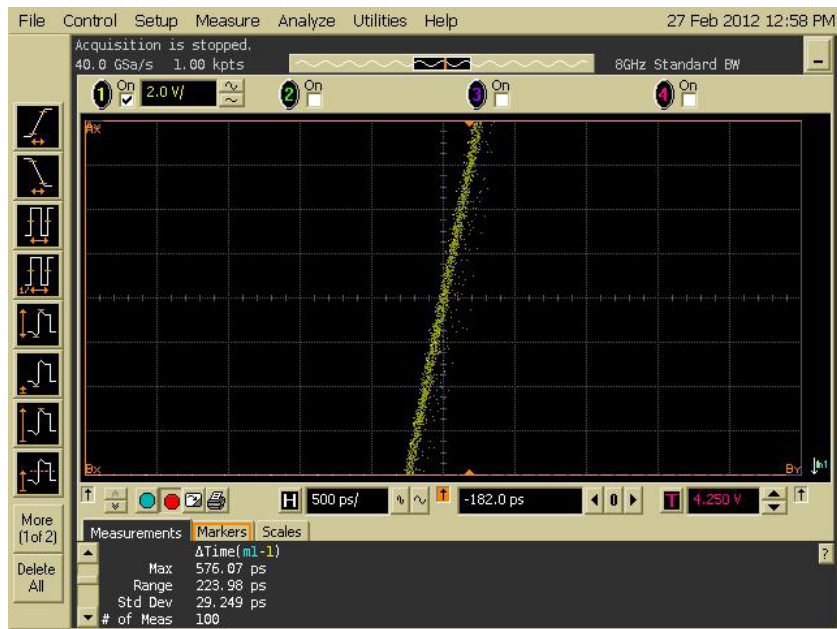 File Control Setup Measure Analyze Utilities Help 27 Feb 2012 12:58 PM
Acquisition is stopped.
40.0 GSa/s 1.00 kpts 8GHz Standard BW
1 On 2.0 V/ 2 On 3 On 4 On
Ax
Bx By
H 500 ps/ -182.0 ps 0 T 4.250 V
More
(1of 2)
Delete
All
Measurements Markers Scales
ΔTime(m1-1) ?
Max 576.07 ps
Range 223.98 ps
Std Dev 29.249 ps
# of Meas 100